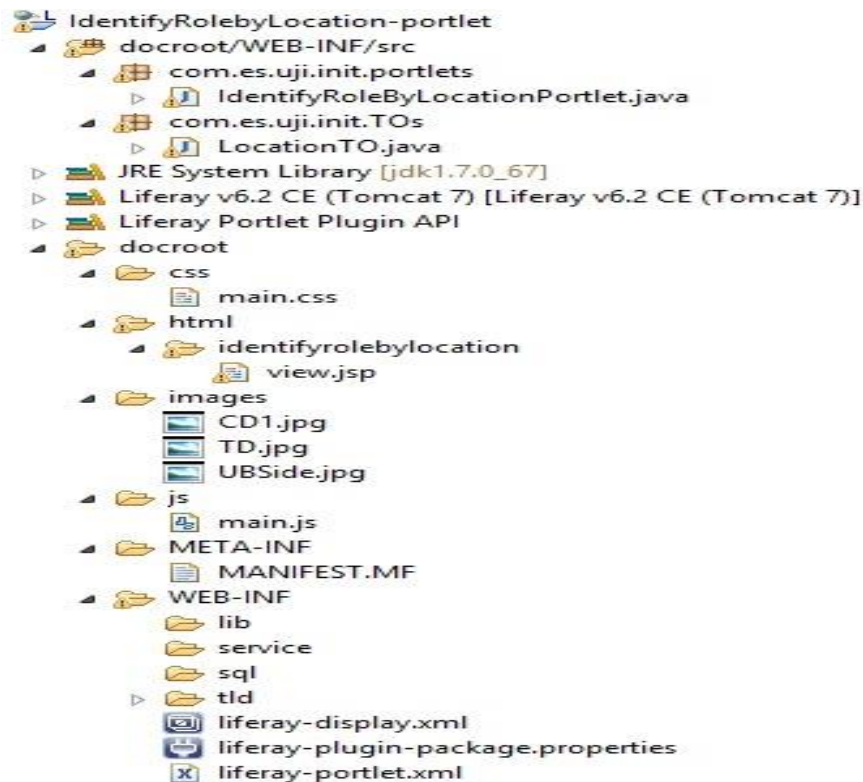 IdentifyRolebyLocation-portlet
docroot/WEB-INF/src
com.es.uji.init.portlets
IdentifyRoleByLocationPortlet.java
com.es.uji.init.TOs
LocationTO.java
JRE System Library [jdk1.7.0_67]
Liferay v6.2 CE (Tomcat 7) [Liferay v6.2 CE (Tomcat 7)]
Liferay Portlet Plugin API
docroot
css
main.css
html
identifyrolebylocation
view.jsp
images
CD1.jpg
TD.jpg
UBSide.jpg
js
main.js
META-INF
MANIFEST.MF
WEB-INF
lib
service
sql
tld
liferay-display.xml
liferay-plugin-package.properties
liferay-portlet.xml